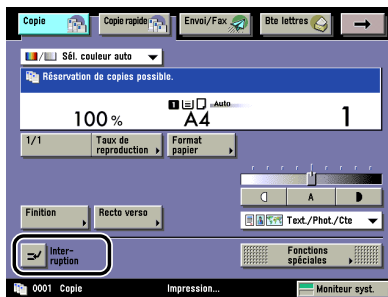 Copie
Copie rapide
Envoi/Fax
Bte lettres
Sél. couleur auto
Réservation de copies possible.
100 %
1 Auto
A4
1
1/1
Taux de
reproduction
Format
papier
A
Finition
Recto verso
Text./Phot./Cte
Inter-
ruption
Fonctions
spéciales
0001 Copie
Impression...
Moniteur syst.